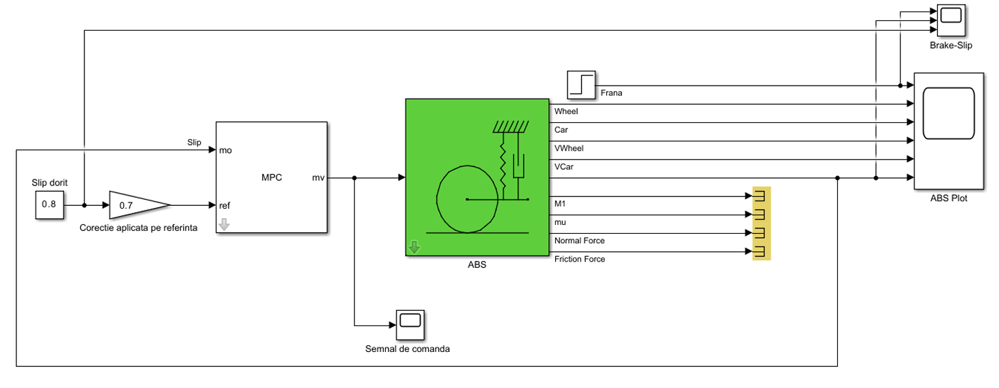 Brake-Slip
Frana
Wheel
Car
VWheel
VCar
ABS Plot
Slip
mo
MPC
mv
ref
Slip dorit
0.8
0.7
Corectie aplicata pe referinta
M1
mu
Normal Force
Friction Force
ABS
Semnal de comanda